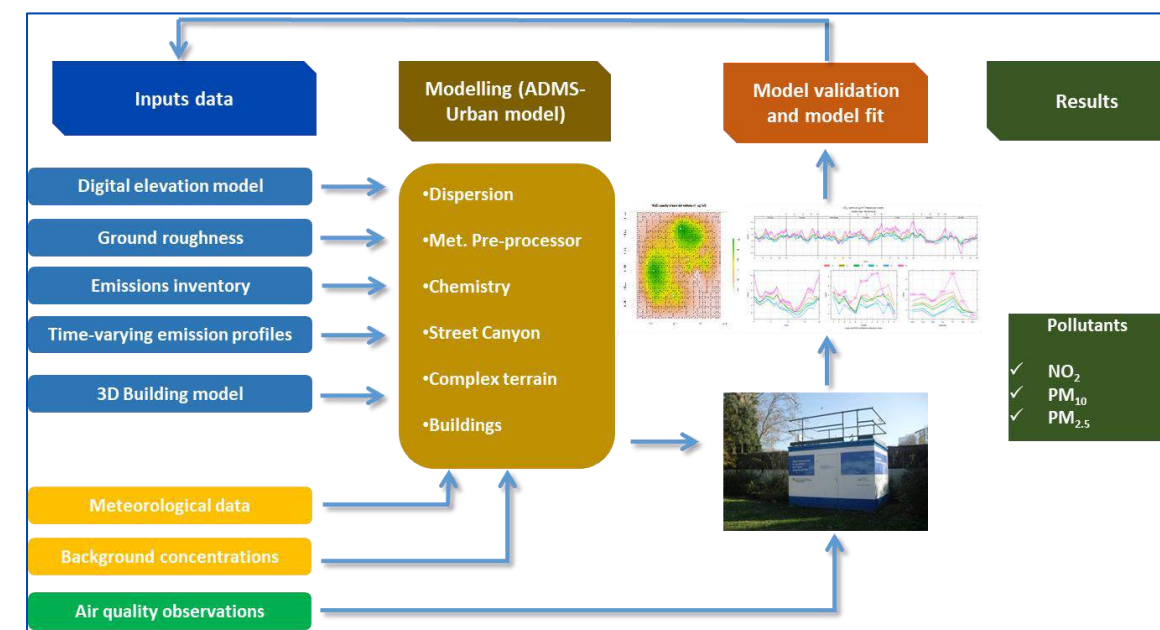 Inputs data
Modelling (ADMS-
Urban model)
Model validation
and model fit
Results
Digital elevation model
Ground roughness
Emissions inventory
Time-varying emission profiles
3D Building model
Meteorological data
Background concentrations
Air quality observations
•Dispersion
•Met. Pre-processor
•Chemistry
•Street Canyon
•Complex terrain
•Buildings
Pollutants
✓ NO₂
✓ PM₁₀
✓ PM₂.₅